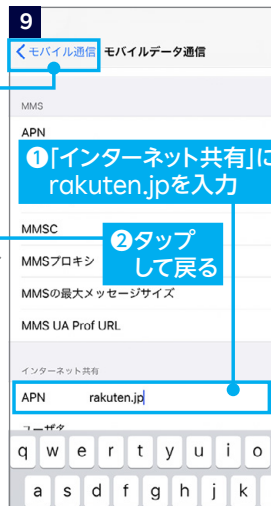 9
モバイル通信 モバイルデータ通信
MMS
APN
❶「インターネット共有」に
rakuten.jpを入力
MMSC
❷タップ
して戻る
MMSプロキシ
MMSの最大メッセージサイズ
MMS UA Prof URL
インターネット共有
APN rakuten.jp
ユーザ名
q w e r t y u i o
a s d f g h j k